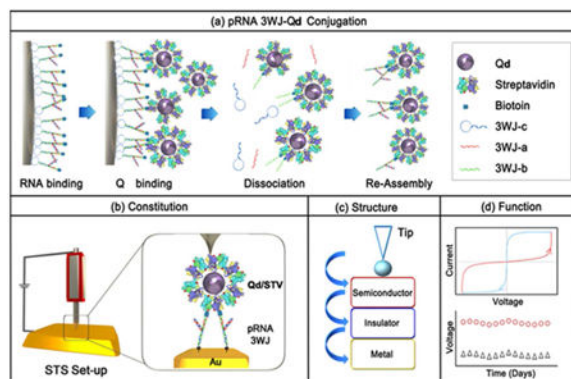 (a) pRNA 3WJ-Qd Conjugation
RNA binding
Q binding
Dissociation
Re-Assembly
Qd
Streptavidin
Biotoin
3WJ-c
3WJ-a
3WJ-b
(b) Constitution
STS Set-up
Qd/STV
pRNA
3WJ
Au
(c) Structure
Tip
Semiconductor
Insulator
Metal
(d) Function
Current
Voltage
Voltage
Time (Days)